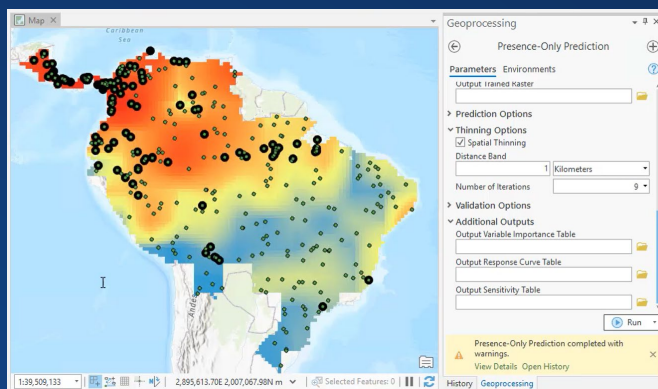 Map
Caribbean
Sea
Andes
1:39,509,133
2,895,613.70E 2,007,067.98N m
Selected Features: 0
Geoprocessing
Presence-Only Prediction
Parameters Environments
Output Trained Raster
Prediction Options
Thinning Options
Spatial Thinning
Distance Band
1 Kilometers
Number of Iterations 9
Validation Options
Additional Outputs
Output Variable Importance Table
Output Response Curve Table
Output Sensitivity Table
Run
Presence-Only Prediction completed with
warnings.
View Details Open History
History Geoprocessing